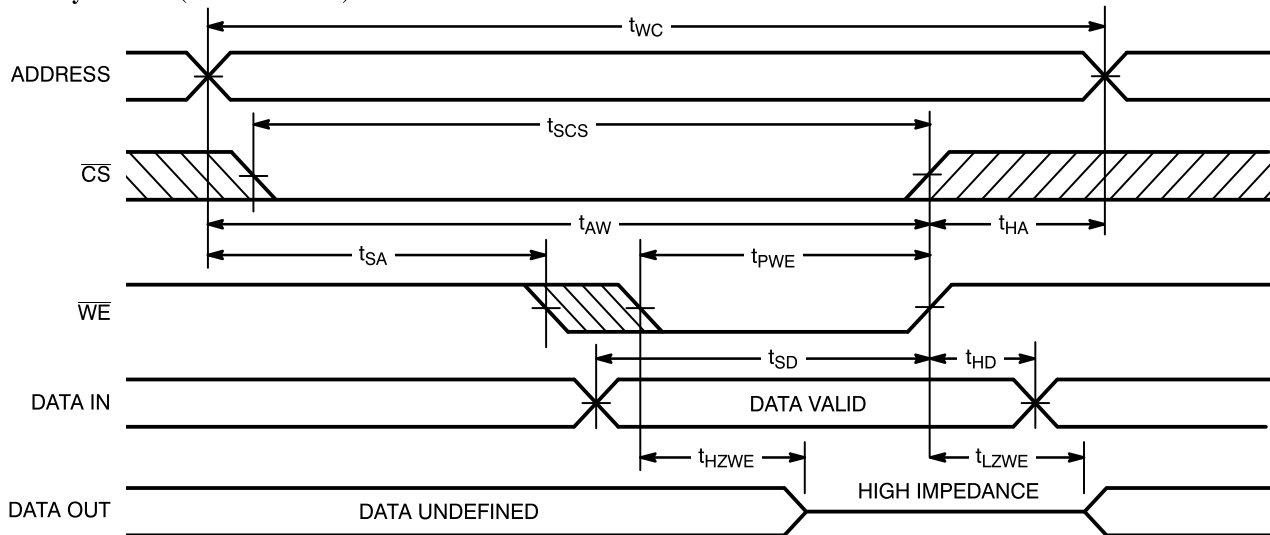 tWC
ADDRESS
tSCS
CS
tAW
tHA
tSA
tPWE
WE
tSD
tHD
DATA IN
DATA VALID
tHZWE
tLZWE
HIGH IMPEDANCE
DATA OUT
DATA UNDEFINED